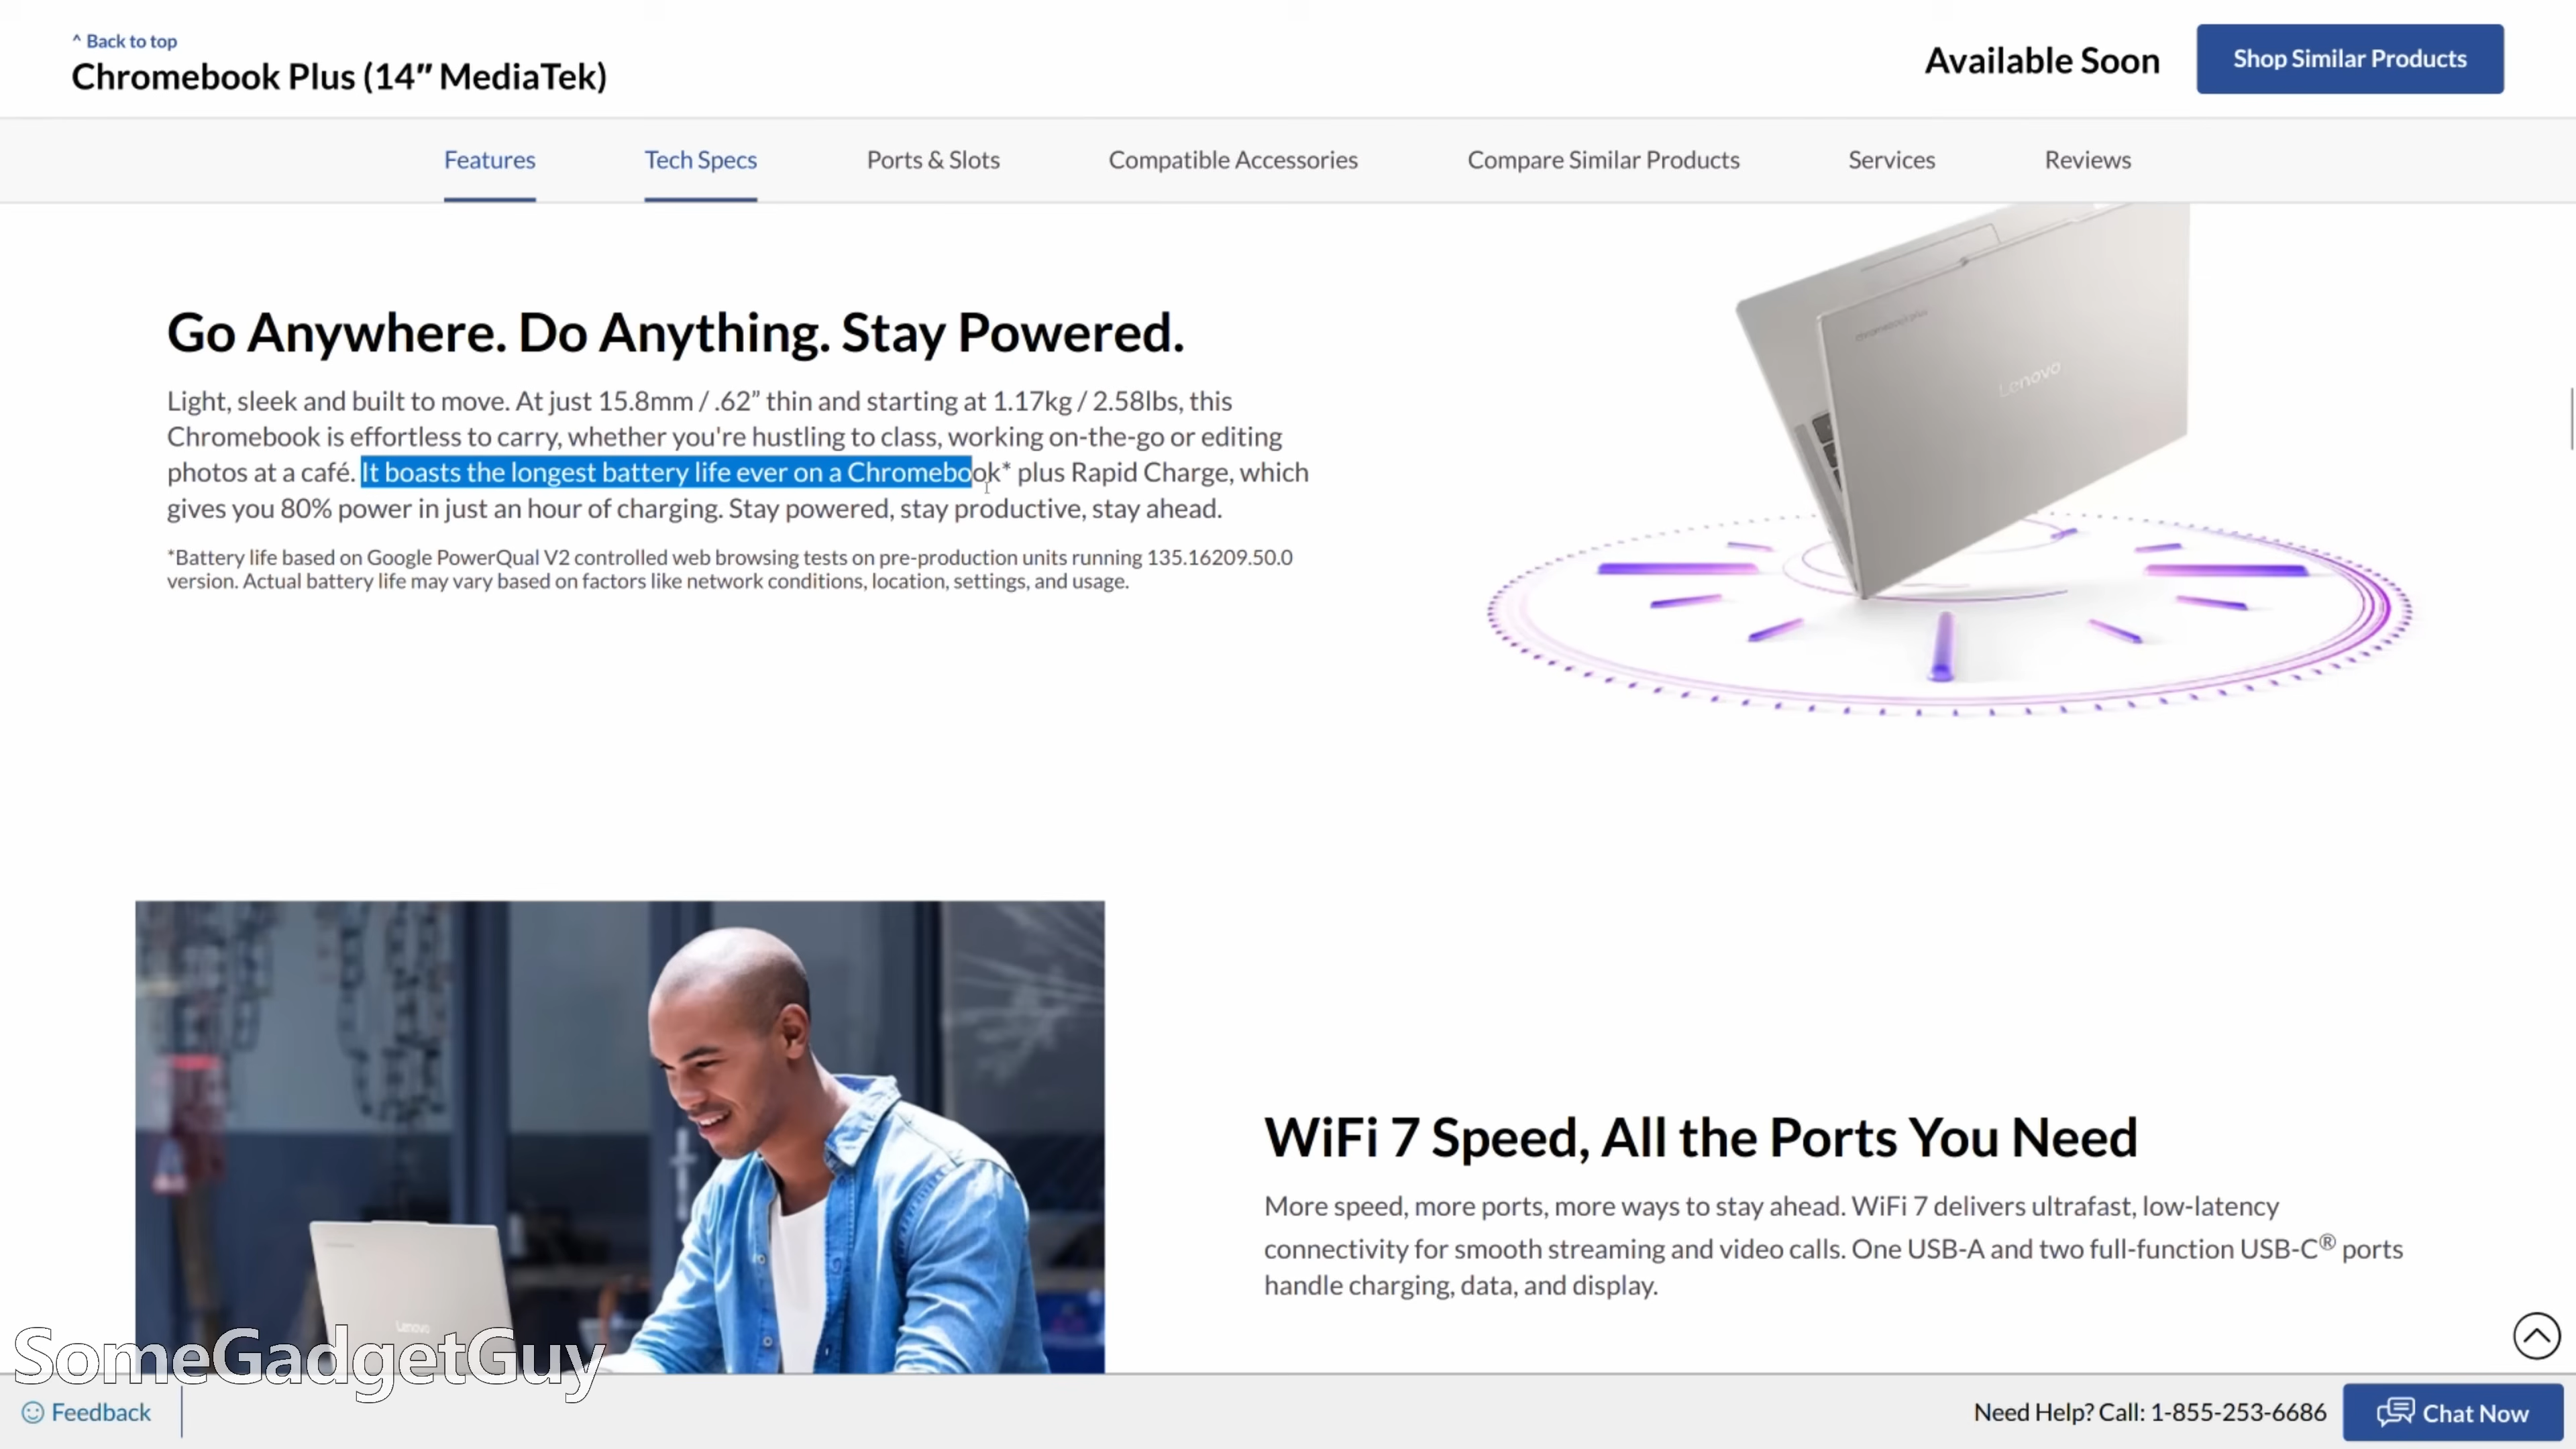 ^ Back to top
Chromebook Plus (14″ MediaTek)
Available Soon
Shop Similar Products
Features
Tech Specs
Ports & Slots
Compatible Accessories
Compare Similar Products
Services
Reviews
Go Anywhere. Do Anything. Stay Powered.
Light, sleek and built to move. At just 15.8mm / .62” thin and starting at 1.17kg / 2.58lbs, this
Chromebook is effortless to carry, whether you're hustling to class, working on-the-go or editing
photos at a café. It boasts the longest battery life ever on a Chromebook* plus Rapid Charge, which
gives you 80% power in just an hour of charging. Stay powered, stay productive, stay ahead.
*Battery life based on Google PowerQual V2 controlled web browsing tests on pre-production units running 135.16209.50.0
version. Actual battery life may vary based on factors like network conditions, location, settings, and usage.
chromebook plus
Lenovo
WiFi 7 Speed, All the Ports You Need
More speed, more ports, more ways to stay ahead. WiFi 7 delivers ultrafast, low-latency
connectivity for smooth streaming and video calls. One USB-A and two full-function USB-C® ports
handle charging, data, and display.
Lenovo
SomeGadgetGuy
Feedback
Need Help? Call: 1-855-253-6686
Chat Now